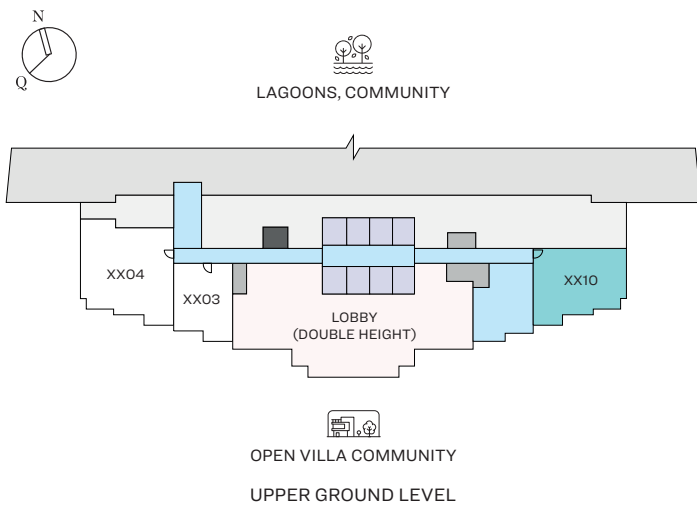 N
Q
LAGOONS, COMMUNITY
XX04
XX03
LOBBY
(DOUBLE HEIGHT)
XX10
OPEN VILLA COMMUNITY
UPPER GROUND LEVEL